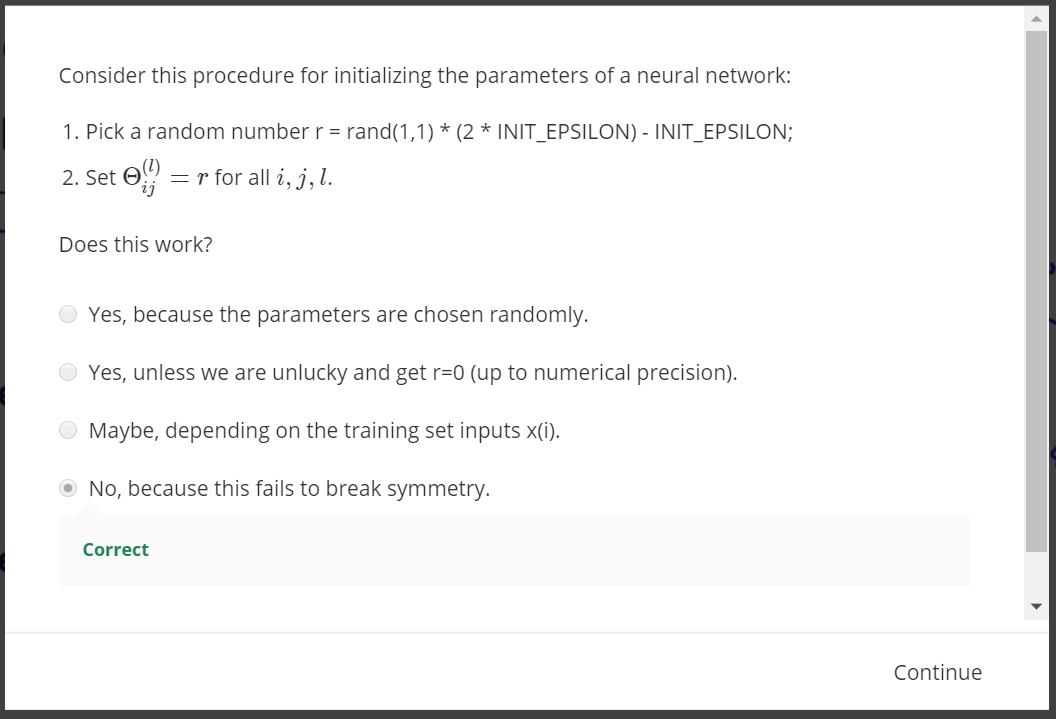 Consider this procedure for initializing the parameters of a neural network:
1. Pick a random number r = rand(1,1) * (2 * INIT_EPSILON) - INIT_EPSILON;
2. Set Θ_{ij}^{(l)} = r for all i, j, l.
Does this work?
Yes, because the parameters are chosen randomly.
Yes, unless we are unlucky and get r=0 (up to numerical precision).
Maybe, depending on the training set inputs x(i).
No, because this fails to break symmetry.
Correct
Continue